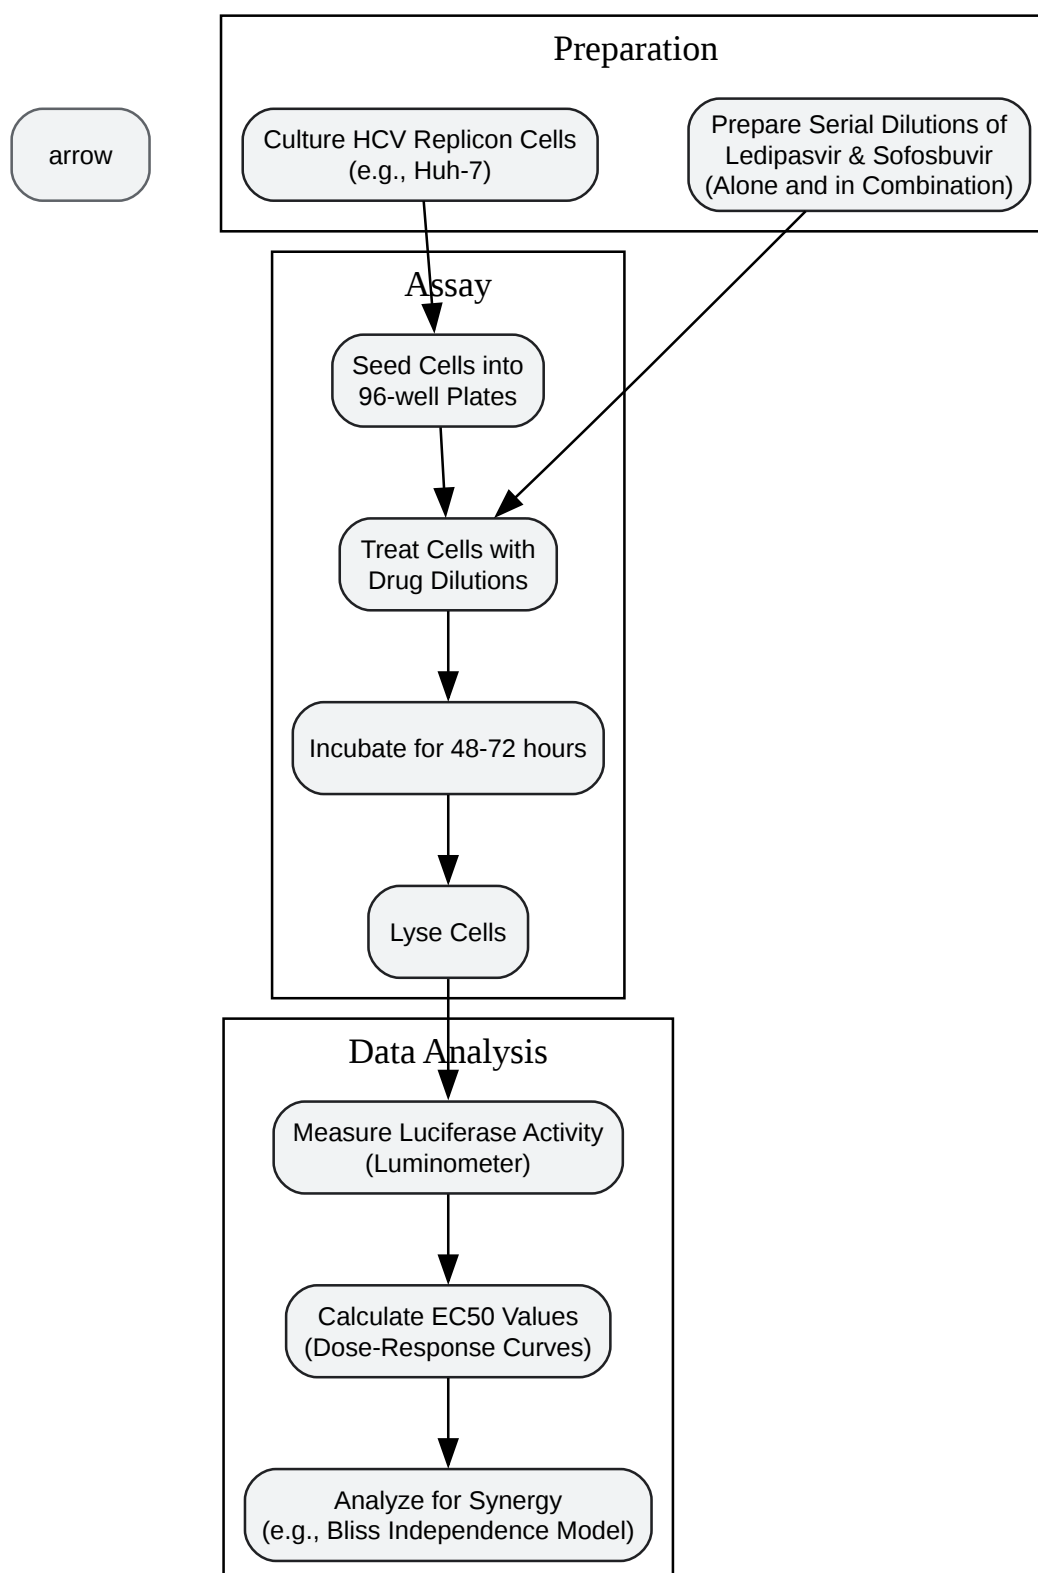 Preparation
arrow
Culture HCV Replicon Cells
(e.g., Huh-7)
Prepare Serial Dilutions of
Ledipasvir & Sofosbuvir
(Alone and in Combination)
Assay
Seed Cells into
96-well Plates
Treat Cells with
Drug Dilutions
Incubate for 48-72 hours
Lyse Cells
Data Analysis
Measure Luciferase Activity
(Luminometer)
Calculate EC50 Values
(Dose-Response Curves)
Analyze for Synergy
(e.g., Bliss Independence Model)